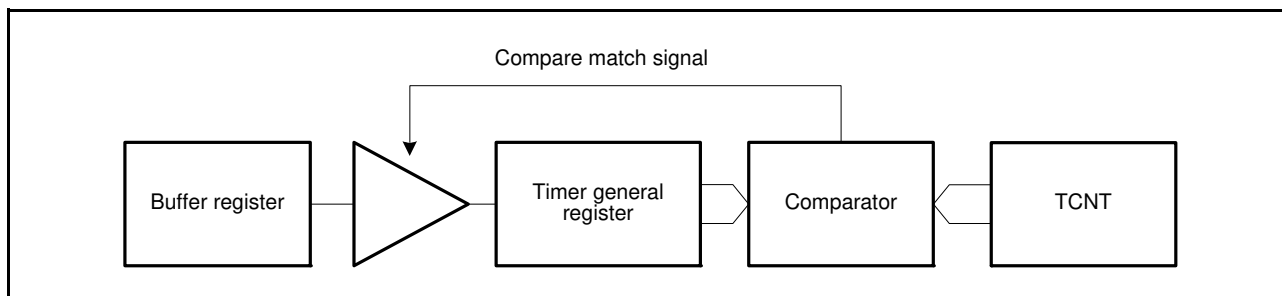 Compare match signal
Buffer register
Timer general
register
Comparator
TCNT